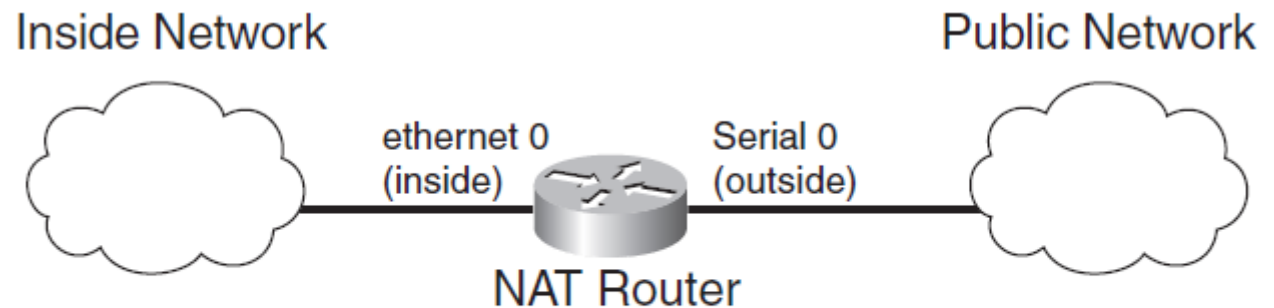 Inside Network
Public Network
ethernet 0
(inside)
Serial 0
(outside)
NAT Router